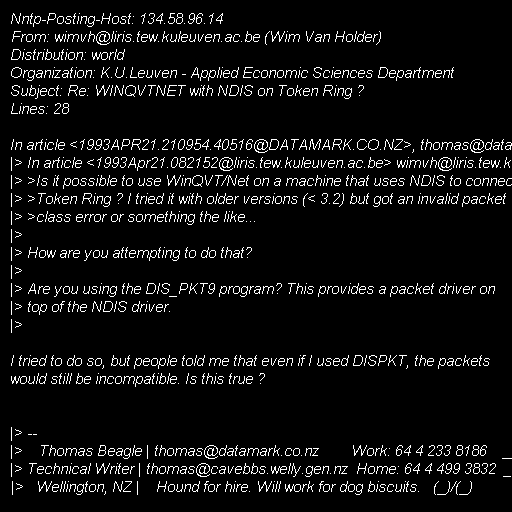 Nntp-Posting-Host: 134.58.96.14
From: wimvh@liris.tew.kuleuven.ac.be (Wim Van Holder)
Distribution: world
Organization: K.U.Leuven - Applied Economic Sciences Department
Subject: Re: WINQVTNET with NDIS on Token Ring ?
Lines: 28

In article <1993APR21.210954.40516@DATAMARK.CO.NZ>, thomas@data
|> In article <1993Apr21.082152@liris.tew.kuleuven.ac.be> wimvh@liris.tew.k
|> >Is it possible to use WinQVT/Net on a machine that uses NDIS to connec
|> >Token Ring ? I tried it with older versions (< 3.2) but got an invalid packet
|> >class error or something the like...
|>
|> How are you attempting to do that?
|>
|> Are you using the DIS_PKT9 program? This provides a packet driver on
|> top of the NDIS driver.
|>

I tried to do so, but people told me that even if I used DISPKT, the packets
would still be incompatible. Is this true ?

|> --
|>    Thomas Beagle | thomas@datamark.co.nz        Work: 64 4 233 8186    _
|> Technical Writer | thomas@cavebbs.welly.gen.nz  Home: 64 4 499 3832  _
|>   Wellington, NZ |    Hound for hire. Will work for dog biscuits.   (_)/(_)